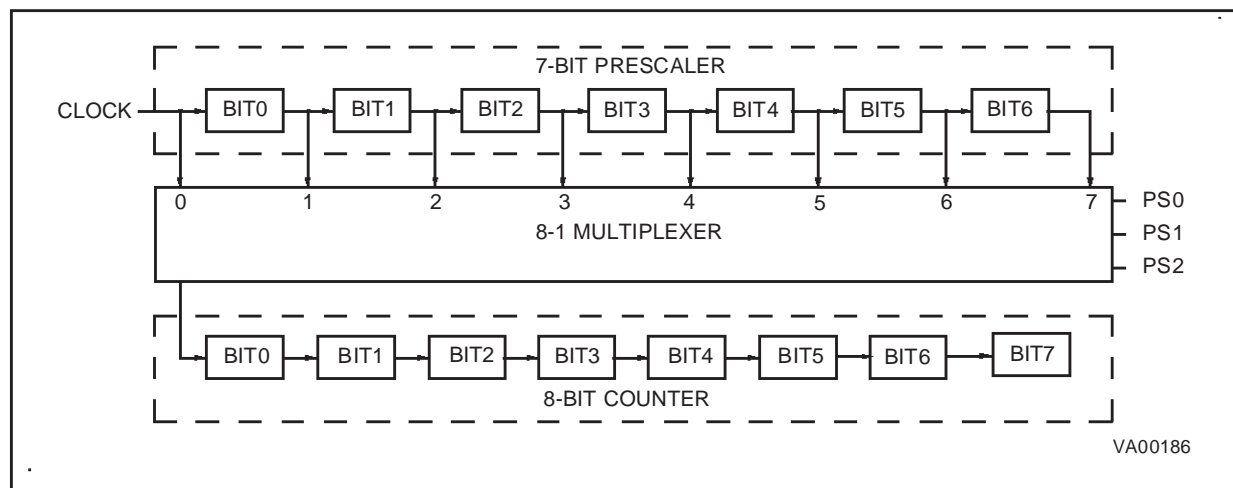 7-BIT PRESCALER
CLOCK BIT0 BIT1 BIT2 BIT3 BIT4 BIT5 BIT6
0 1 2 3 4 5 6 7
PS0
8-1 MULTIPLEXER
PS1
PS2
BIT0 BIT1 BIT2 BIT3 BIT4 BIT5 BIT6 BIT7
8-BIT COUNTER
VA00186